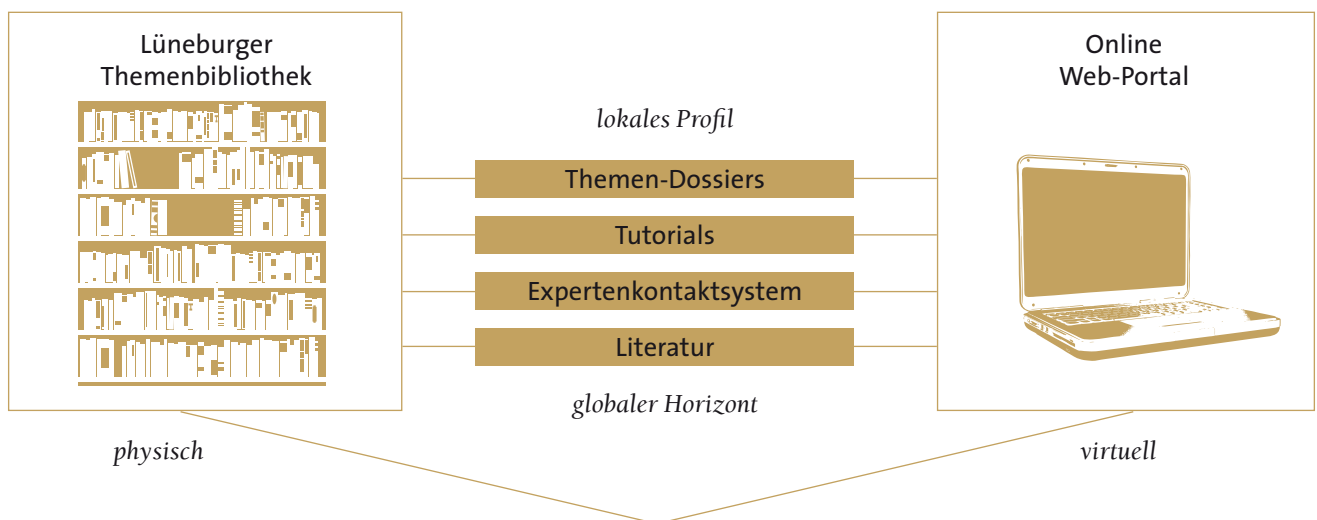 Lüneburger
Themenbibliothek
lokales Profil
Themen-Dossiers
Tutorials
Expertenkontaktsystem
Literatur
globaler Horizont
Online
Web-Portal
physisch
virtuell